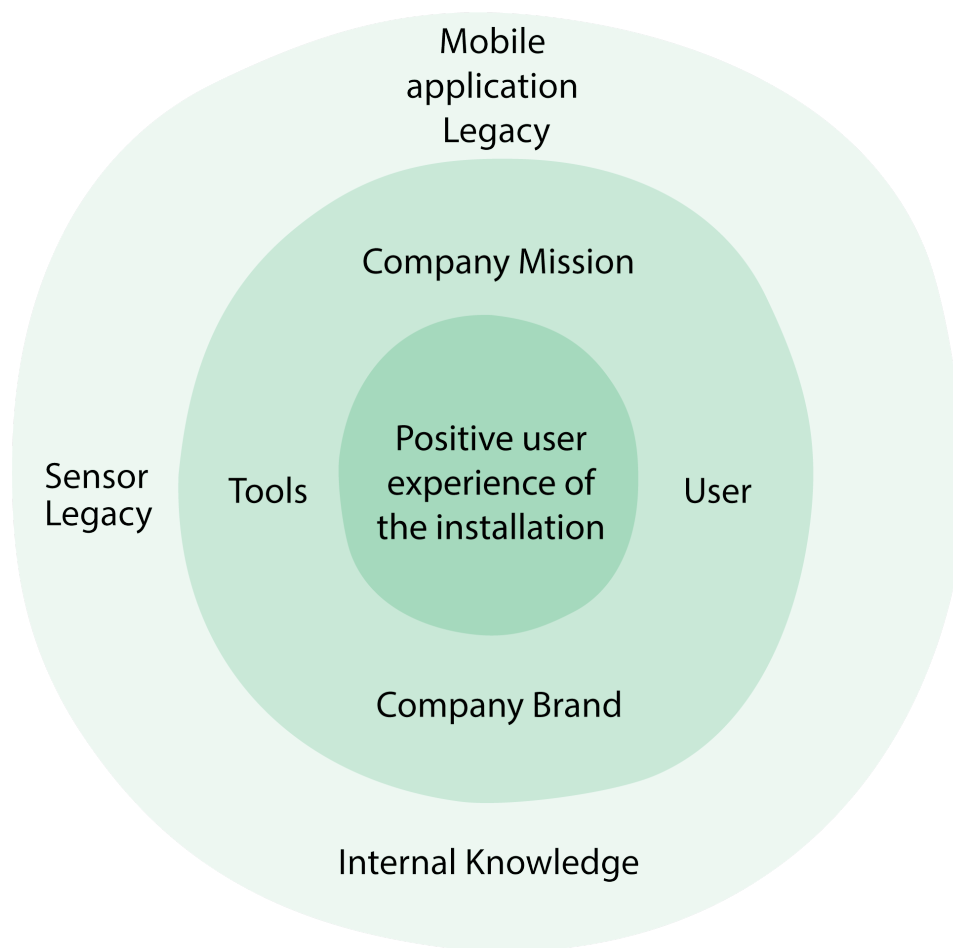 Mobile
application
Legacy
Company Mission
Positive user
experience of
the installation
Sensor
Legacy
Tools
User
Company Brand
Internal Knowledge